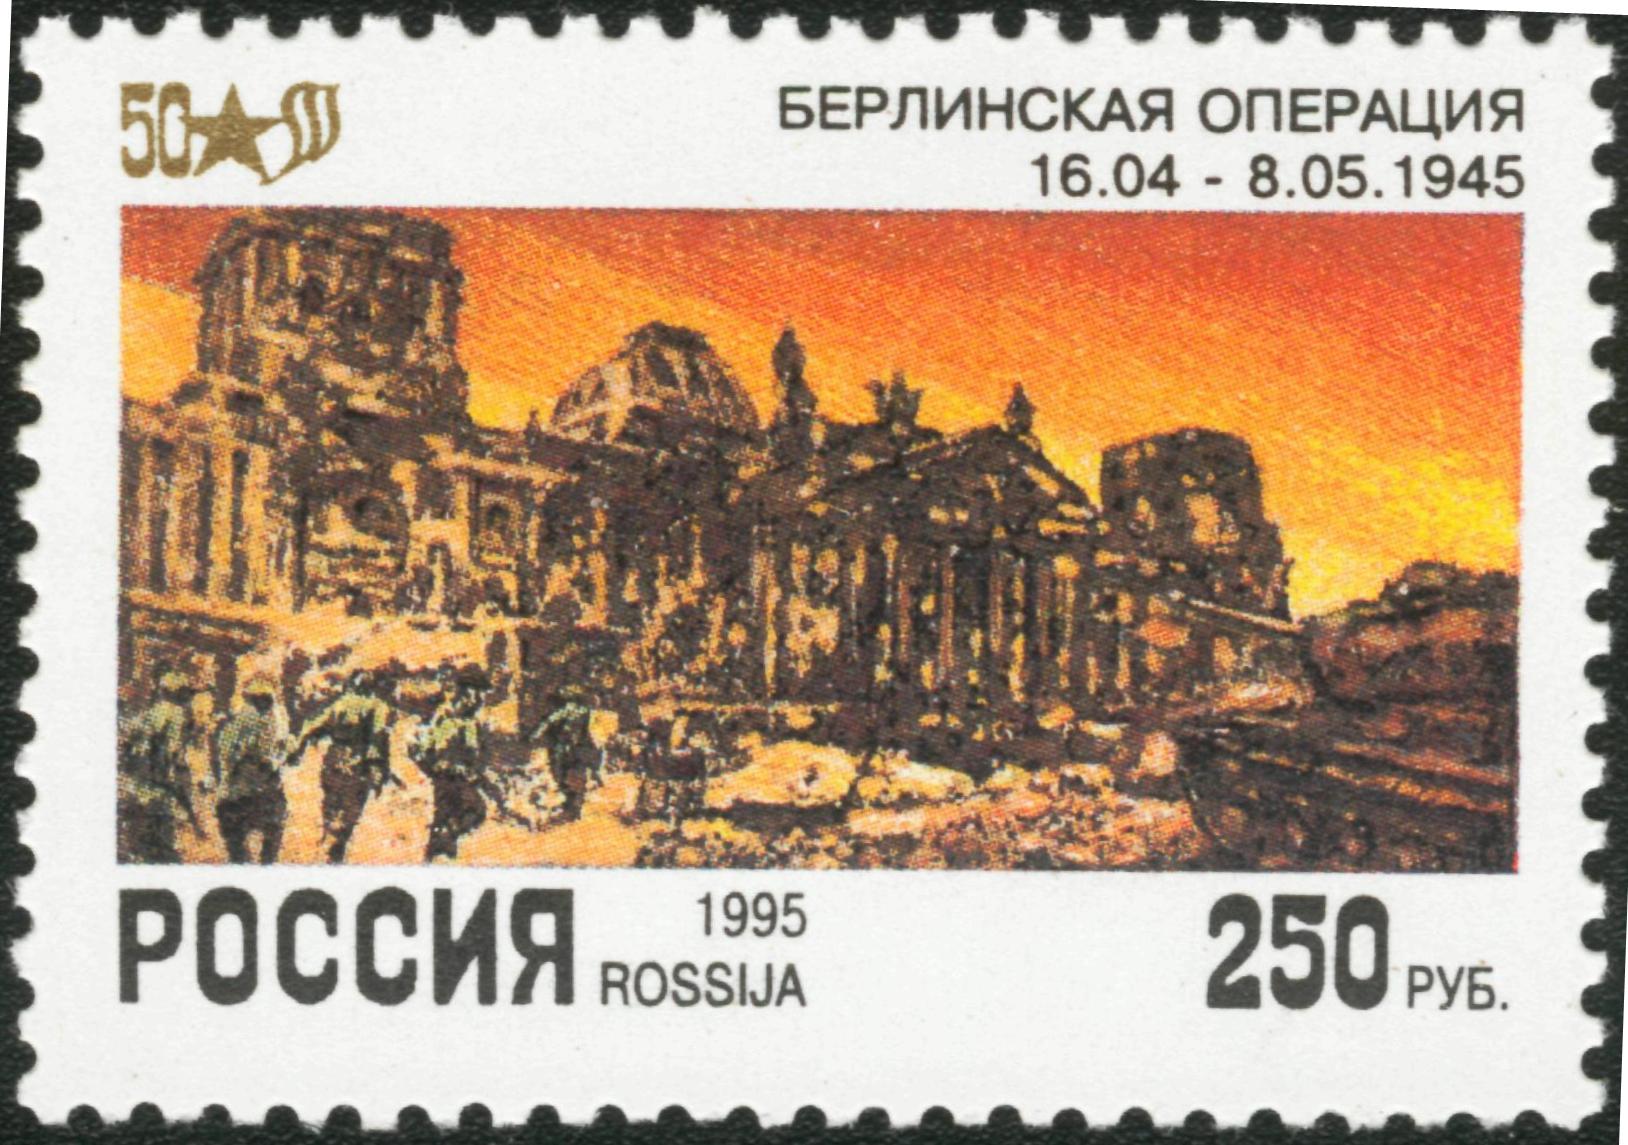 50
БЕРЛИНСКАЯ ОПЕРАЦИЯ
16.04 - 8.05.1945
РОССИЯ
1995
ROSSIJA
250 РУБ.